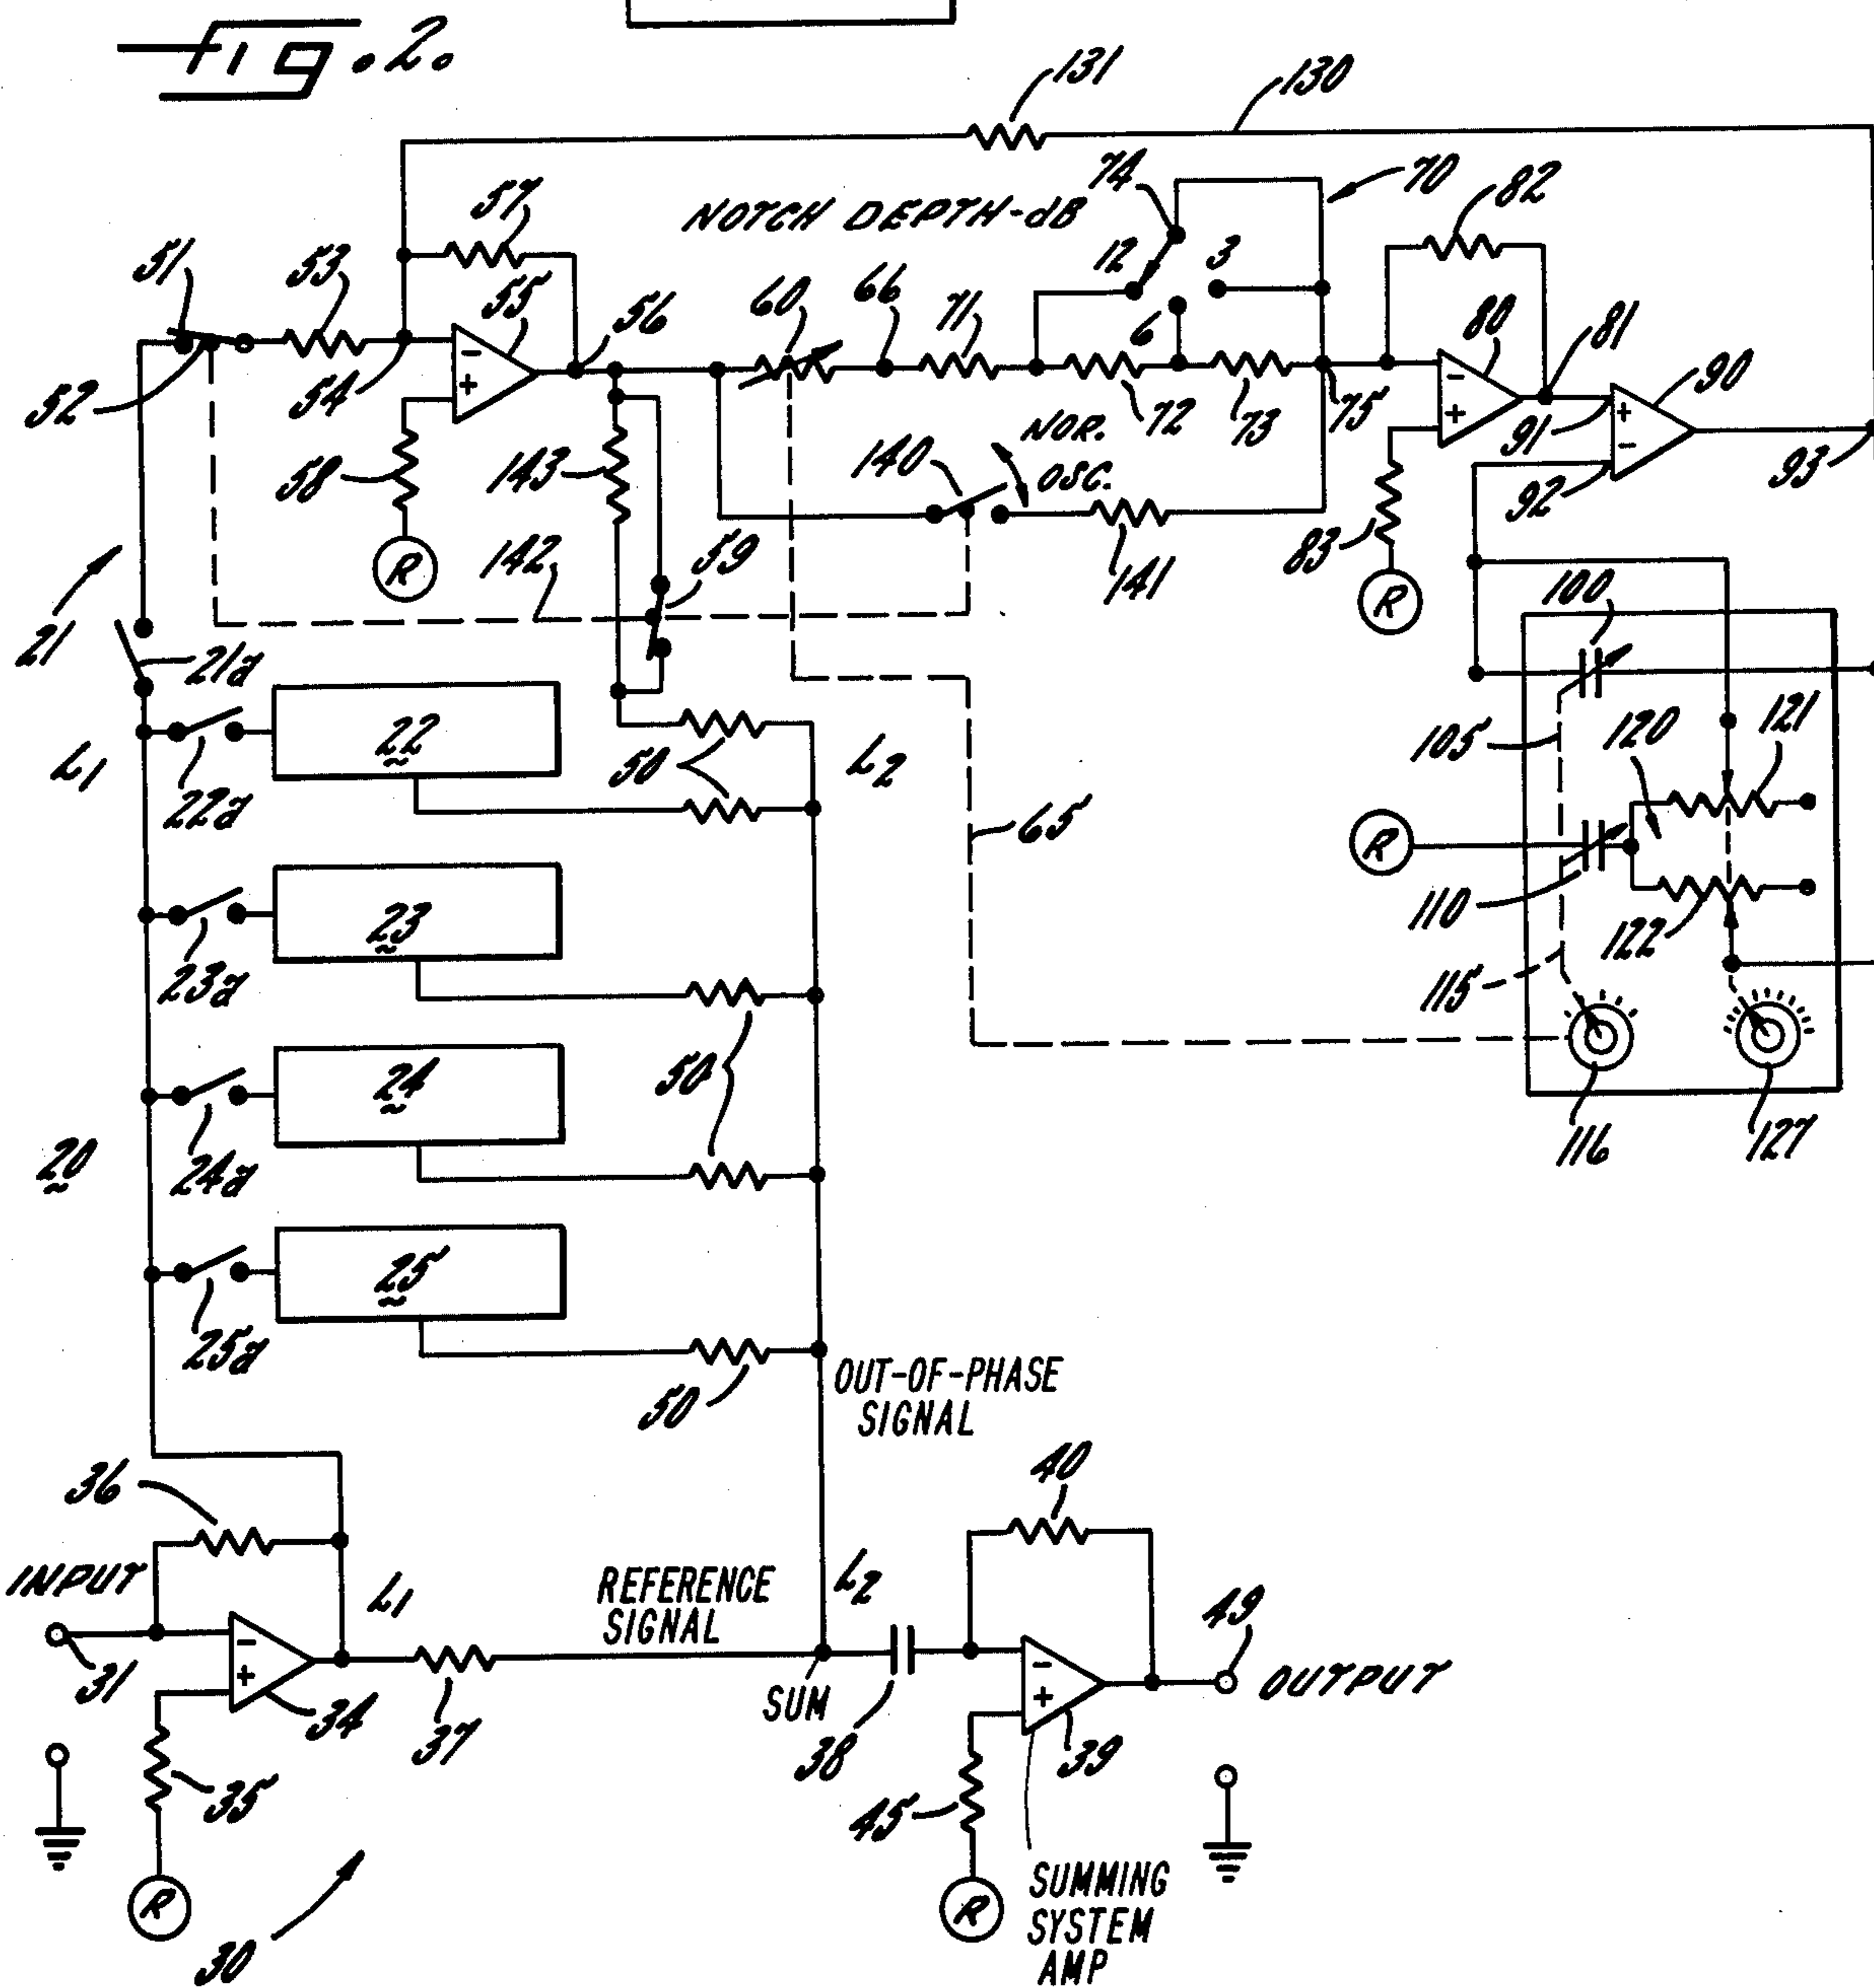 Fig. 2.
131
130
74
70
82
57
NOTCH DEPTH-dB
12
3
51
53
55
56
60
66
71
6
80
81
90
52
54
72
73
75
91
92
93
58
143
140
NOR.
OSC.
83
R
142
59
141
R
21
21a
100
22
L1
22a
50
L2
105
120
121
65
R
23
23a
110
122
115
24
50
20
24a
116
127
25
25a
50
OUT-OF-PHASE
SIGNAL
36
40
INPUT
L1
REFERENCE
SIGNAL
L2
49
31
-
+
34
37
SUM
38
-
+
39
OUTPUT
35
45
R
30
R
SUMMING
SYSTEM
AMP